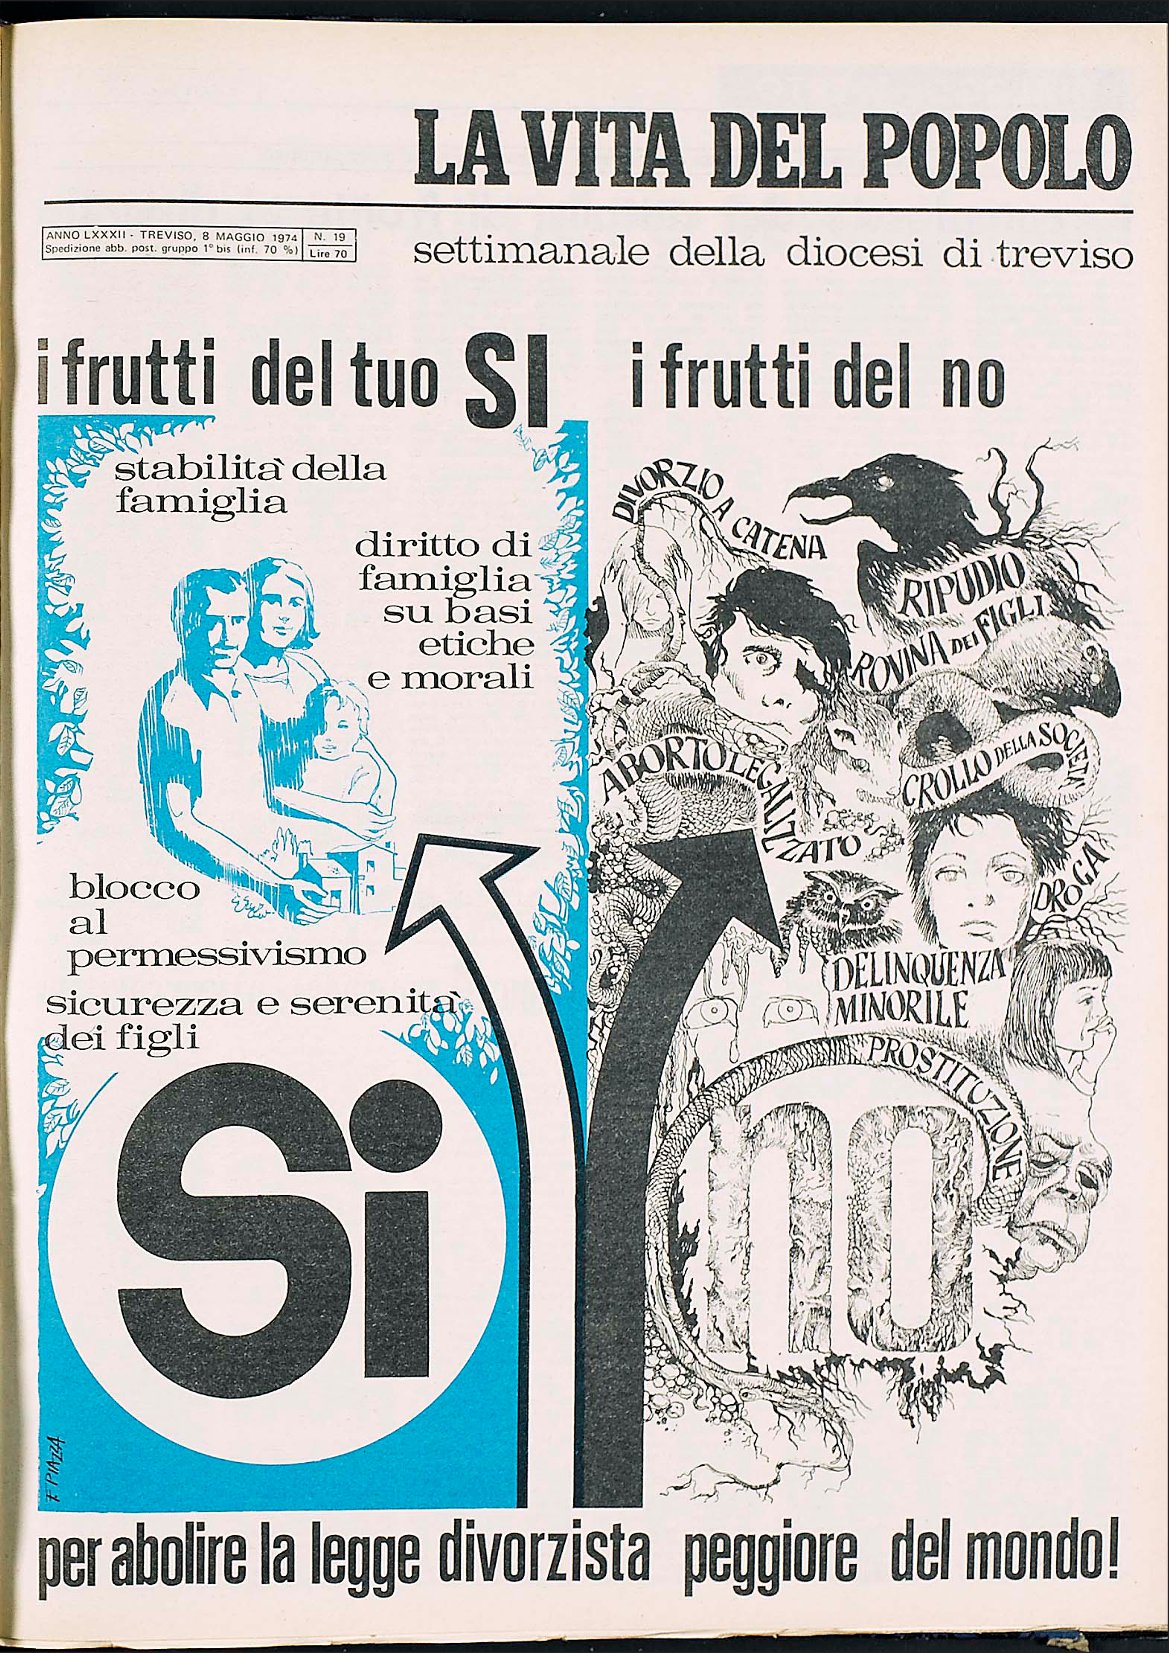 LA VITA DEL POPOLO
ANNO LXXXII - TREVISO, 8 MAGGIO 1974
N. 19
Spedizione abb. post. gruppo 1° bis (inf. 70 %)
Lire 70
settimanale della diocesi di treviso
i frutti del tuo SI
i frutti del no
stabilità della
famiglia
diritto di
famiglia
su basi
etiche
e morali
blocco
al
permessivismo
sicurezza e serenità
dei figli
Si
F PIAZZA
DIVORZIO A CATENA
RIPUDIO
ROVINA DEI FIGLI
ABORTO LEGALIZZATO
CROLLO DELLA SOCIETÀ
DROGA
DELINQUENZA
MINORILE
PROSTITUZIONE
no
per abolire la legge divorzista peggiore del mondo!